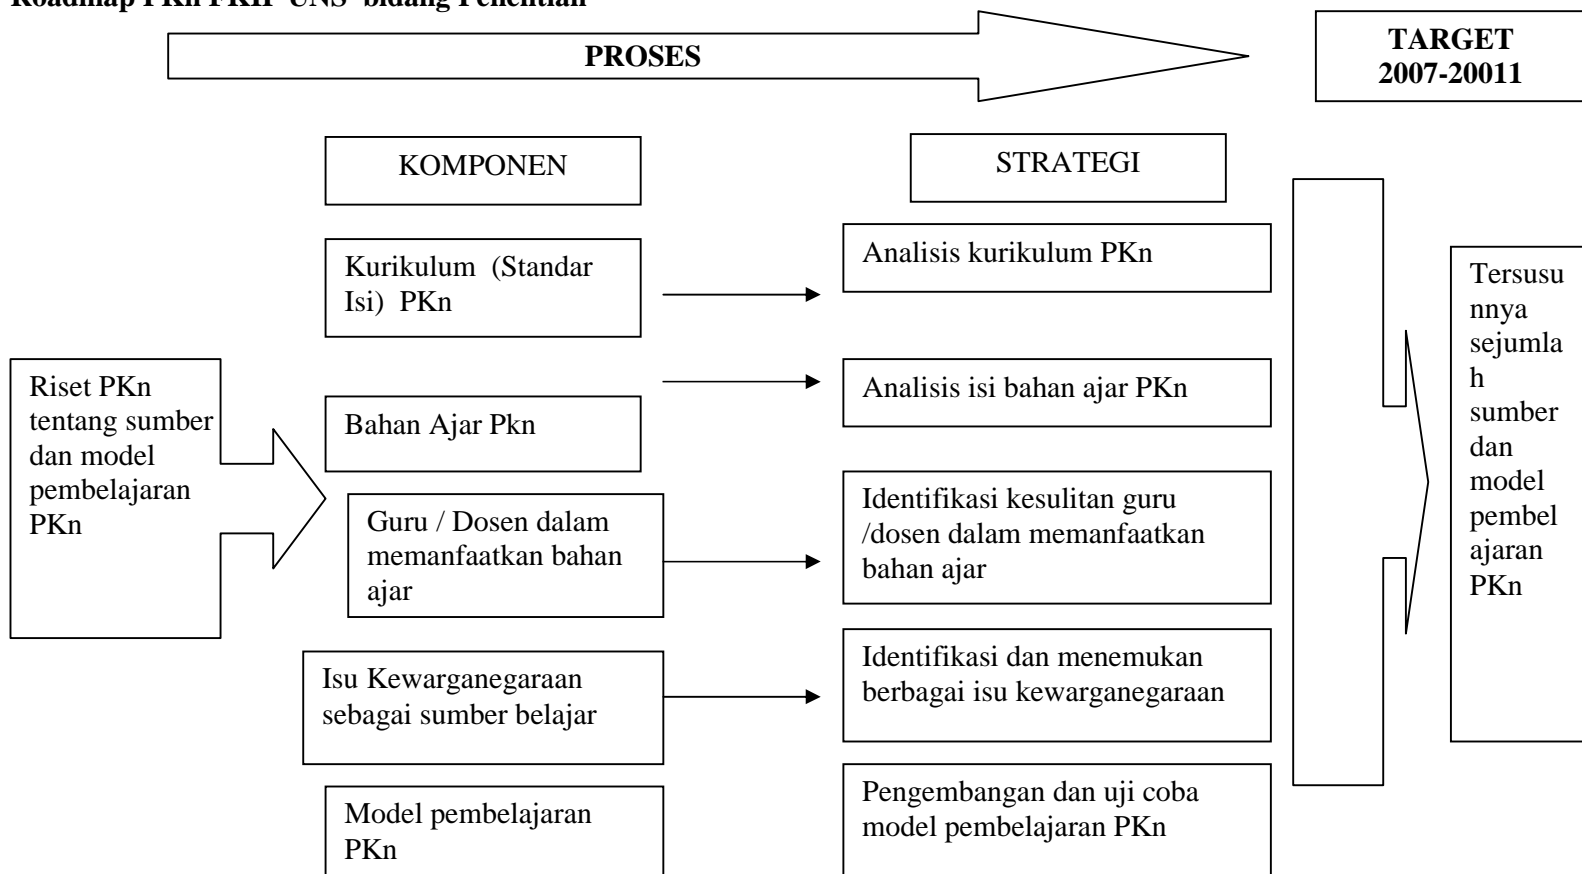 Roadmap PKn FKIP UNS bidang Penelitian
PROSES
TARGET
2007-20011
KOMPONEN
STRATEGI
Kurikulum (Standar
Isi) PKn
Analisis kurikulum PKn
Riset PKn
tentang sumber
dan model
pembelajaran
PKn
Bahan Ajar Pkn
Analisis isi bahan ajar PKn
Guru / Dosen dalam
memanfaatkan bahan
ajar
Identifikasi kesulitan guru
/dosen dalam memanfaatkan
bahan ajar
Isu Kewarganegaraan
sebagai sumber belajar
Identifikasi dan menemukan
berbagai isu kewarganegaraan
Model pembelajaran
PKn
Pengembangan dan uji coba
model pembelajaran PKn
Tersusu
nnya
sejumla
h
sumber
dan
model
pembel
ajaran
PKn